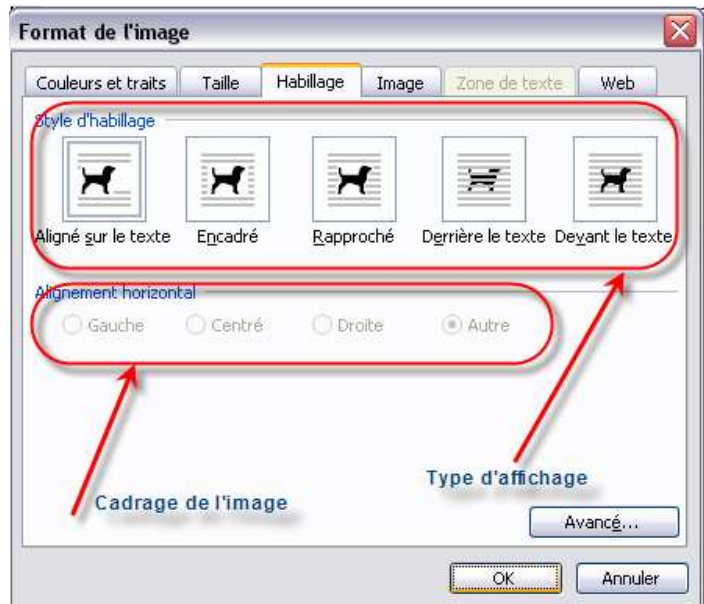 Format de l'image
Couleurs et traits Taille Habillage Image Zone de texte Web
Style d'habillage
Aligné sur le texte Encadré Rapproché Derrière le texte Devant le texte
Alignement horizontal
Gauche Centré Droite Autre
Type d'affichage
Cadrage de l'image
Avancé...
OK Annuler